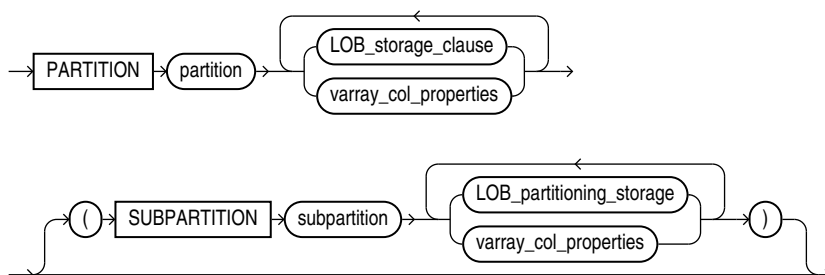 LOB_storage_clause
PARTITION partition
varray_col_properties
LOB_partitioning_storage
( SUBPARTITION subpartition )
varray_col_properties